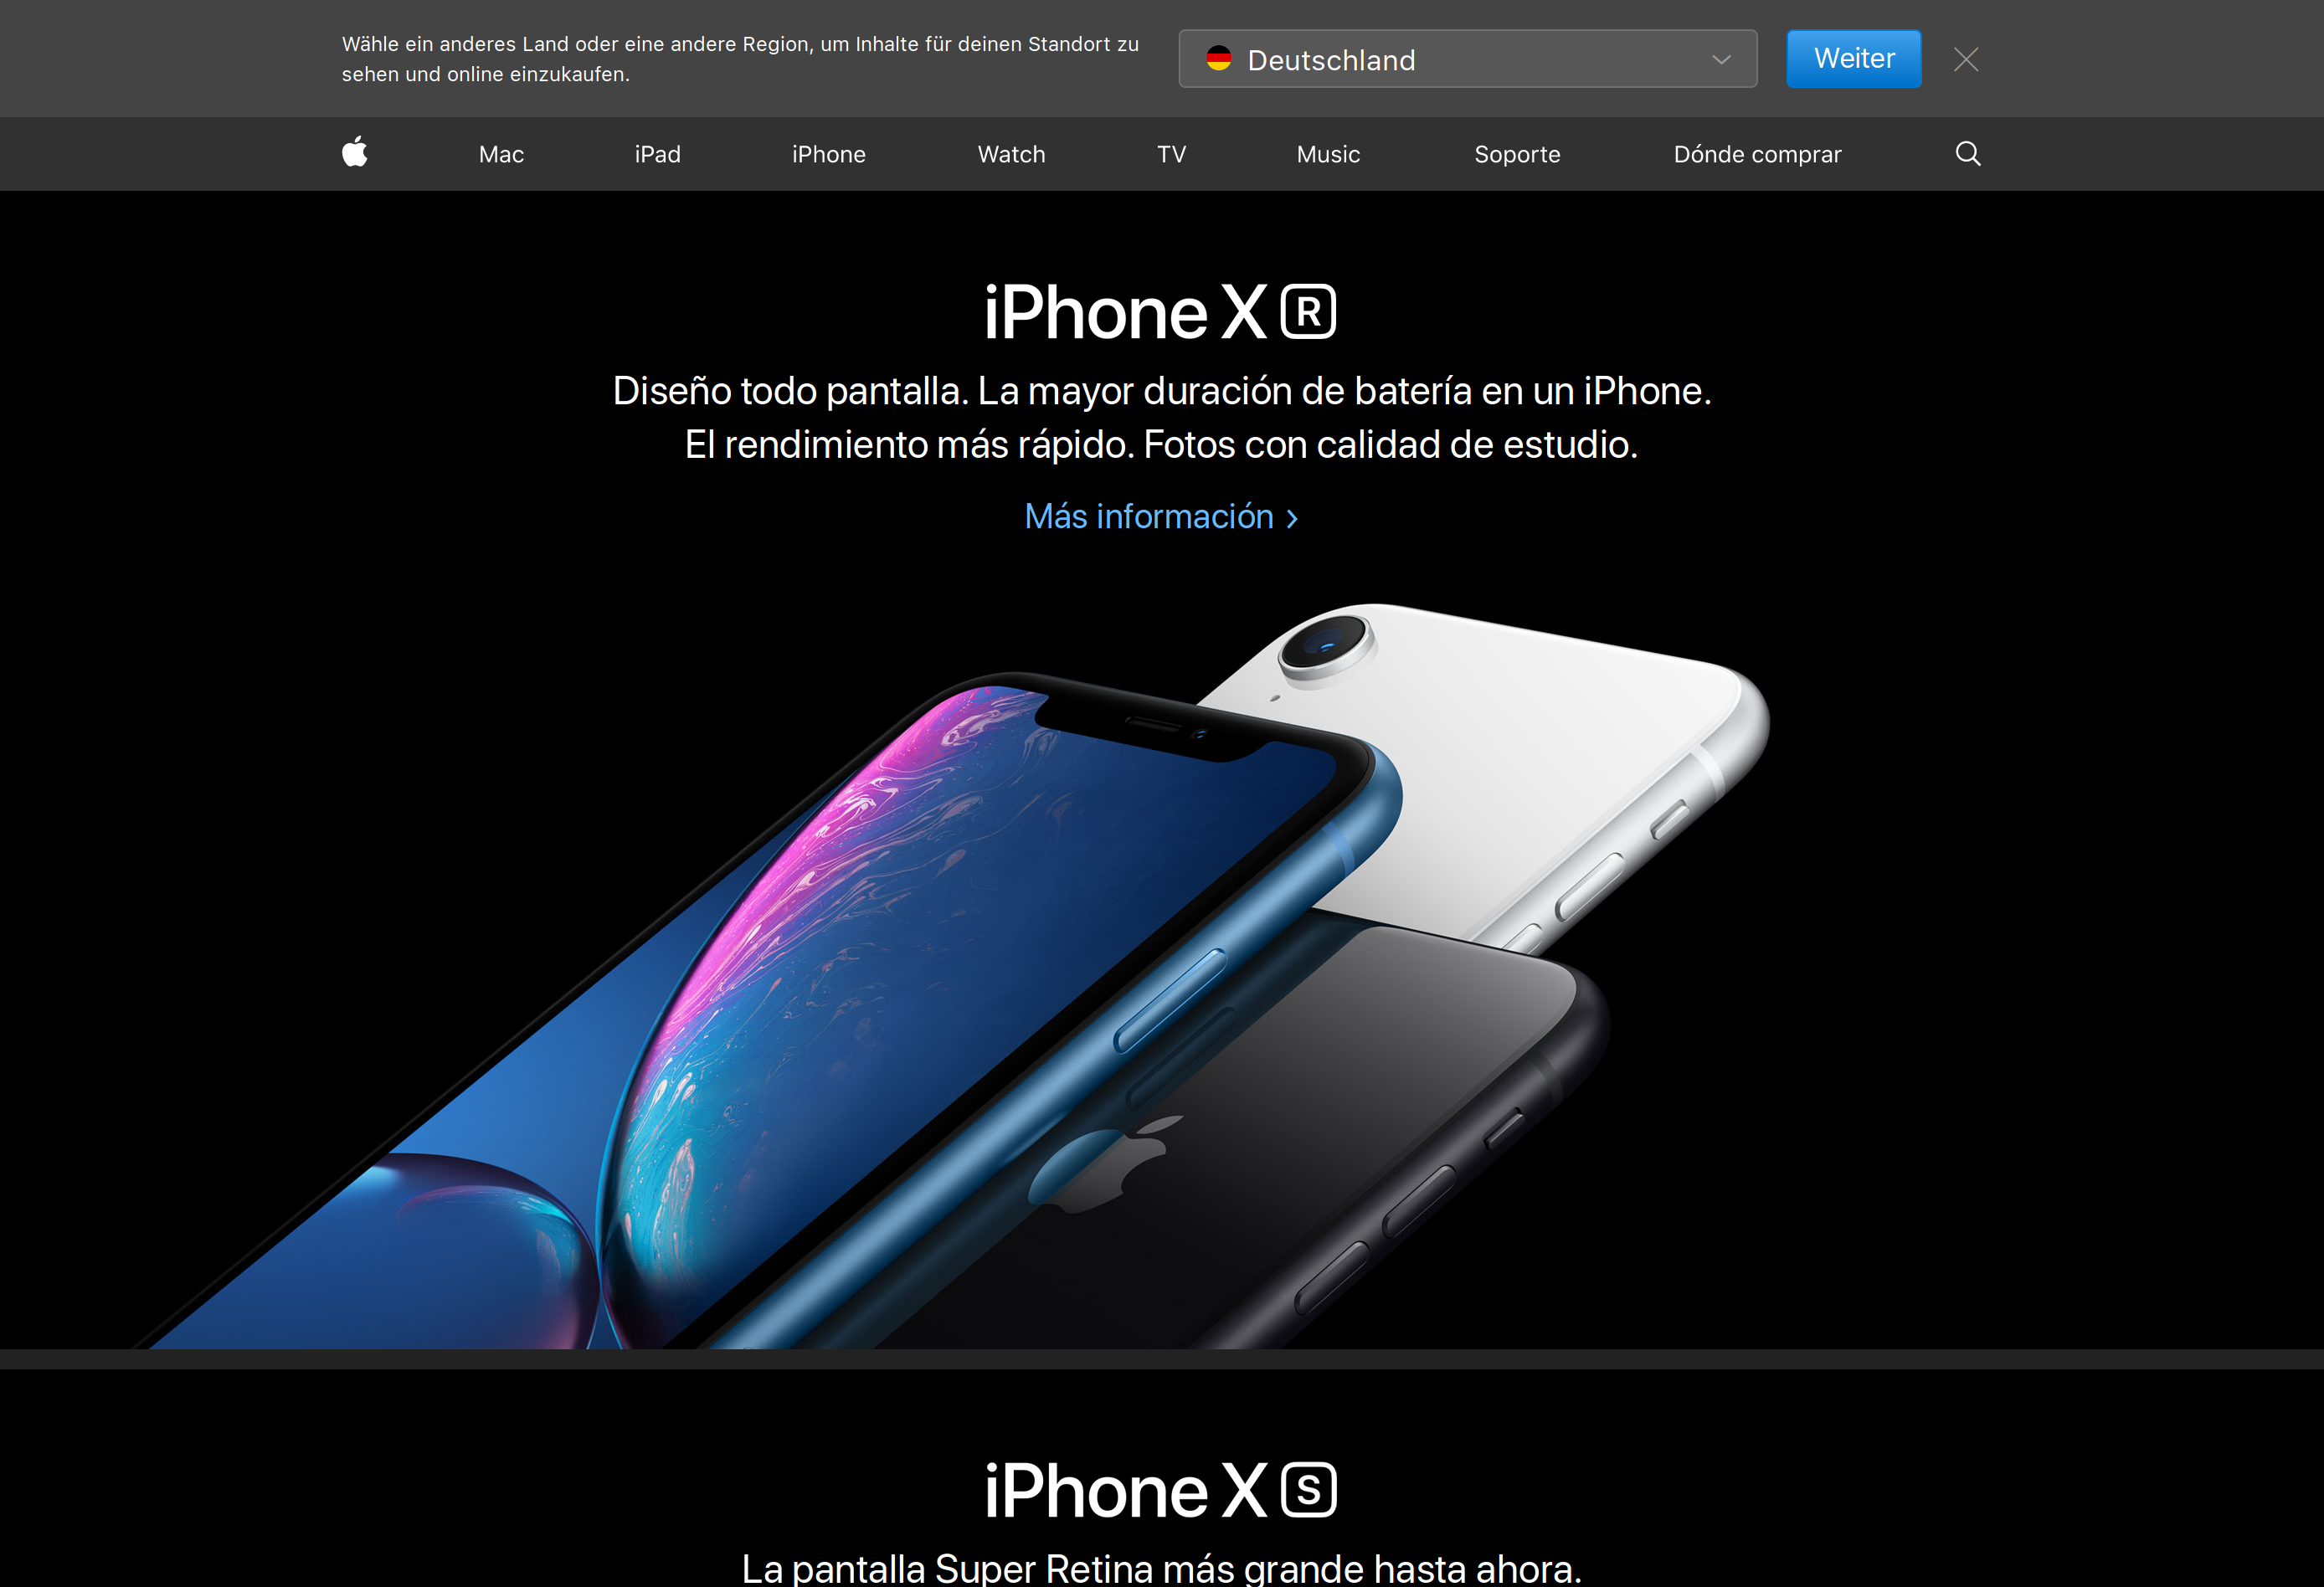 Wähle ein anderes Land oder eine andere Region, um Inhalte für deinen Standort zu
sehen und online einzukaufen.
Deutschland
Weiter
Mac iPad iPhone Watch TV Music Soporte Dónde comprar
iPhone XR
Diseño todo pantalla. La mayor duración de batería en un iPhone.
El rendimiento más rápido. Fotos con calidad de estudio.
Más información >
iPhone XS
La pantalla Super Retina más grande hasta ahora.